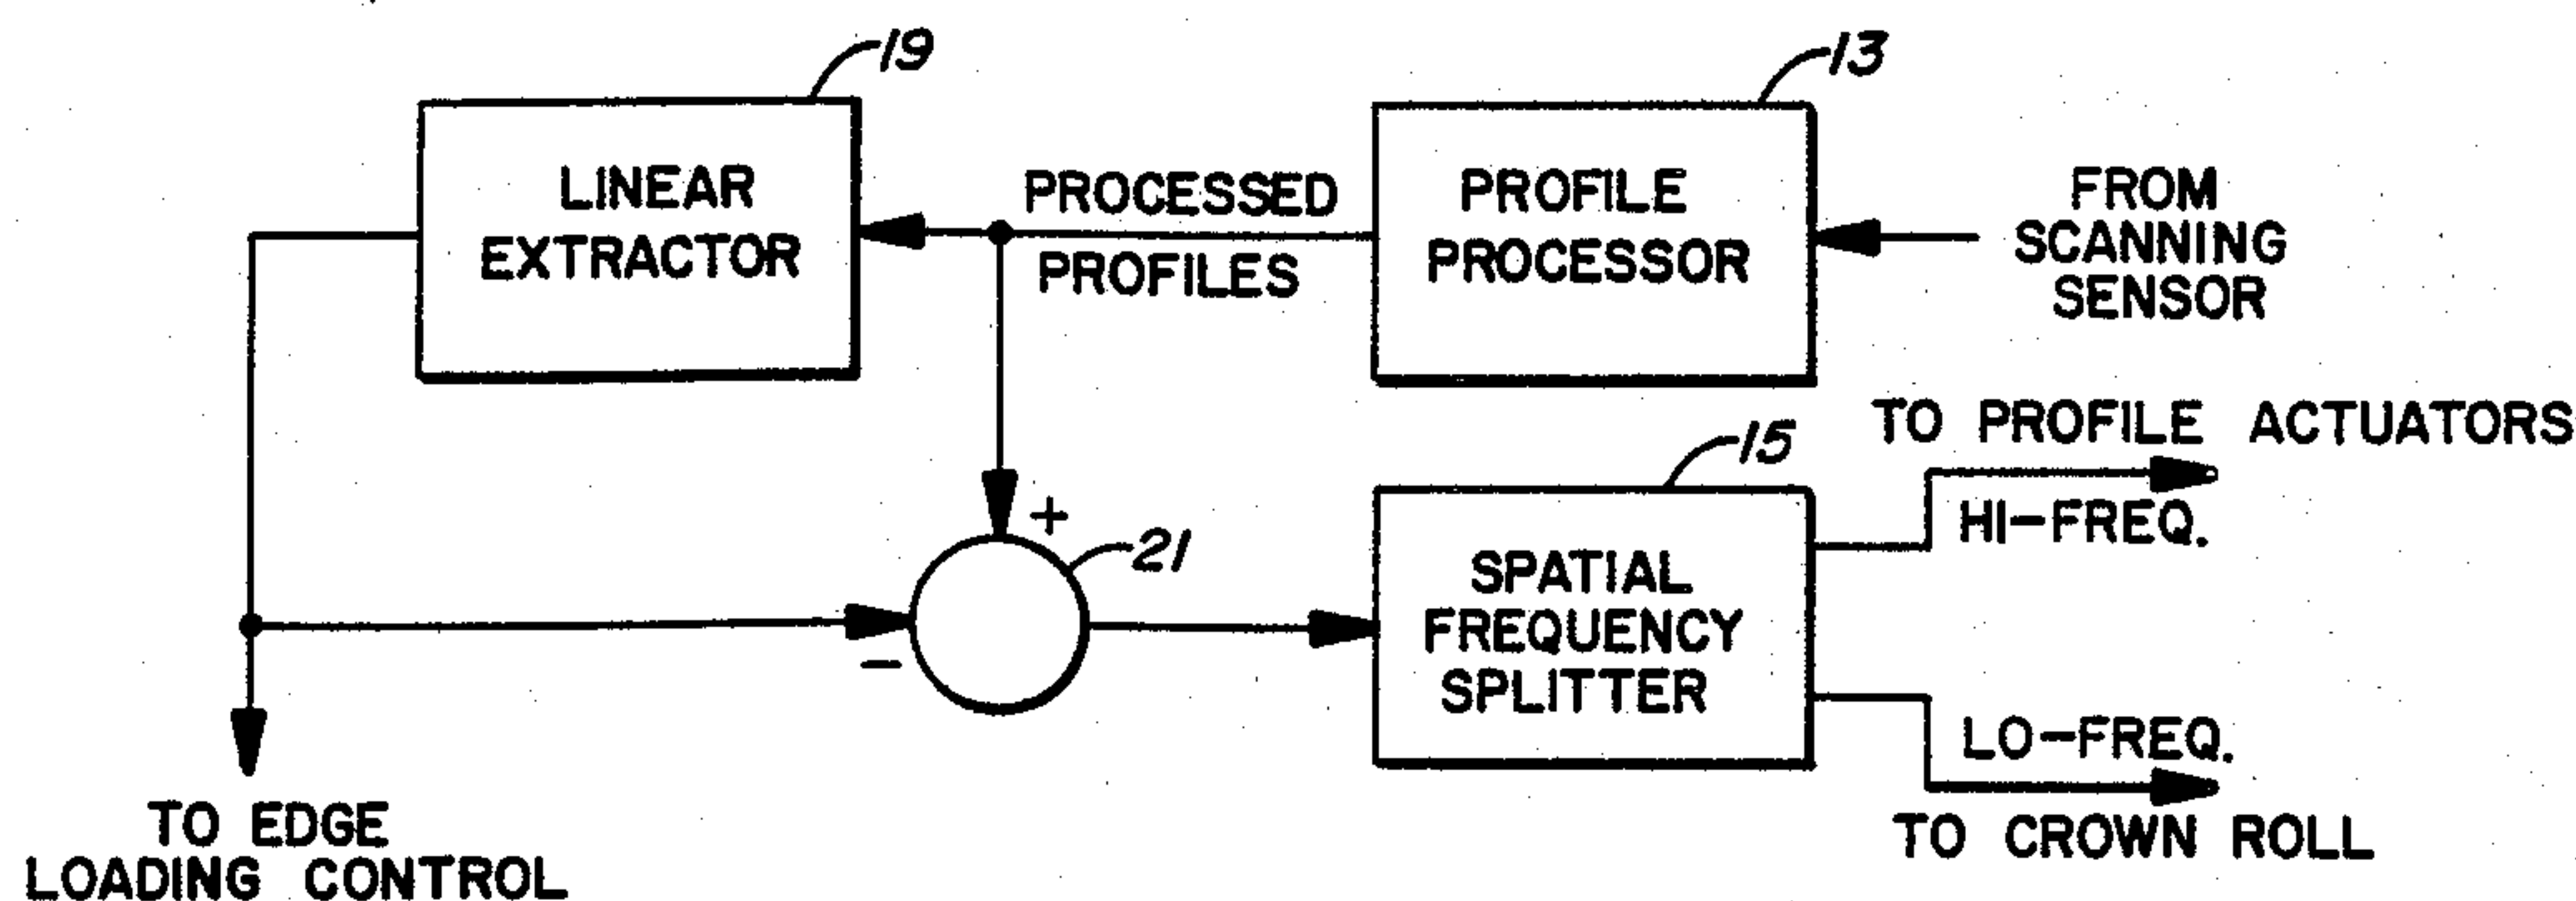 19
13
LINEAR
EXTRACTOR
PROCESSED
PROFILES
PROFILE
PROCESSOR
FROM
SCANNING
SENSOR
TO PROFILE ACTUATORS
15
HI-FREQ.
+
21
-
SPATIAL
FREQUENCY
SPLITTER
LO-FREQ.
TO CROWN ROLL
TO EDGE
LOADING CONTROL